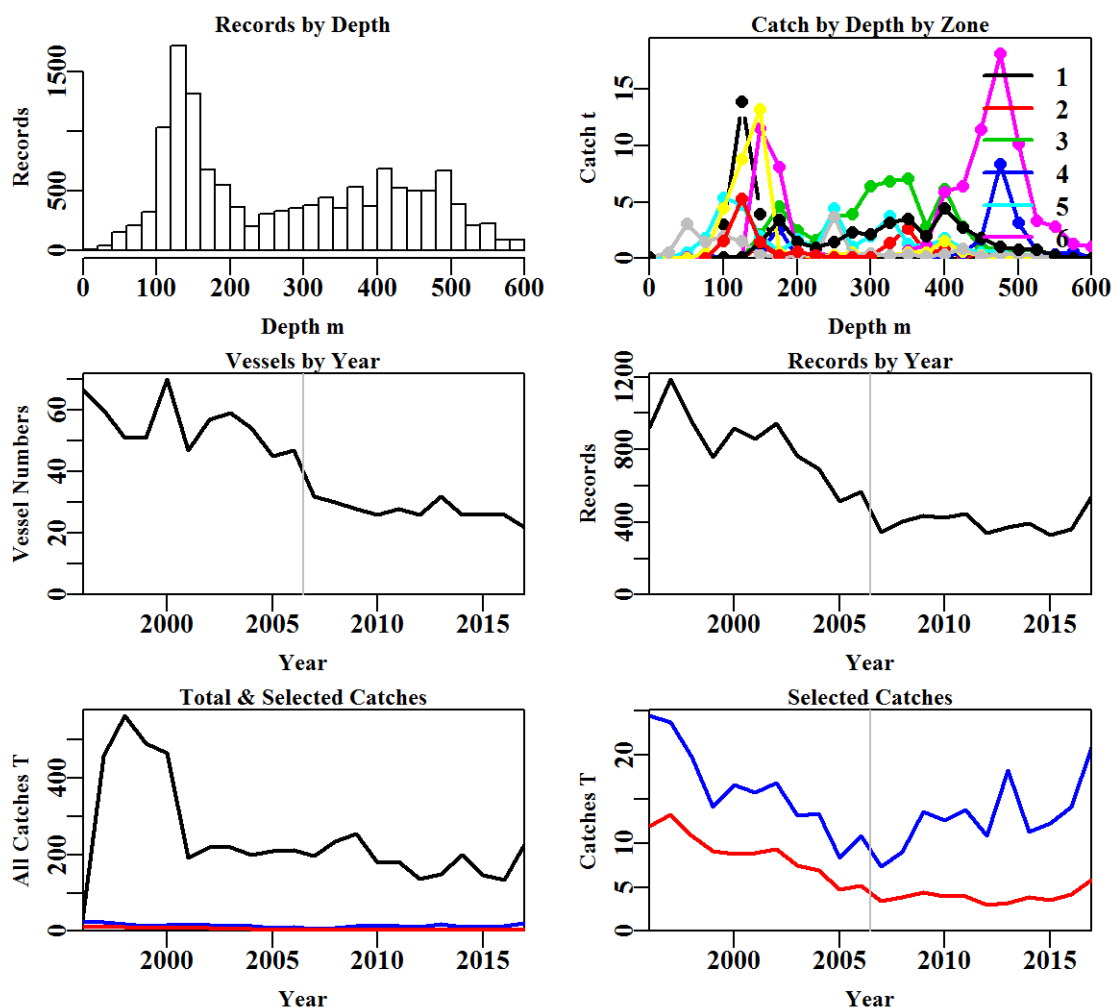 Records by Depth
Records
0 500 1500
0 100 200 300 400 500 600
Depth m
Catch by Depth by Zone
Catch t
0 5 10 15
1
2
3
4
5
6
0 100 200 300 400 500 600
Depth m
Vessels by Year
Vessel Numbers
0 20 40 60
2000 2005 2010 2015
Year
Records by Year
Records
0 400 800 1200
2000 2005 2010 2015
Year
Total & Selected Catches
All Catches T
0 200 400
2000 2005 2010 2015
Year
Selected Catches
Catches T
0 5 10 20
2000 2005 2010 2015
Year